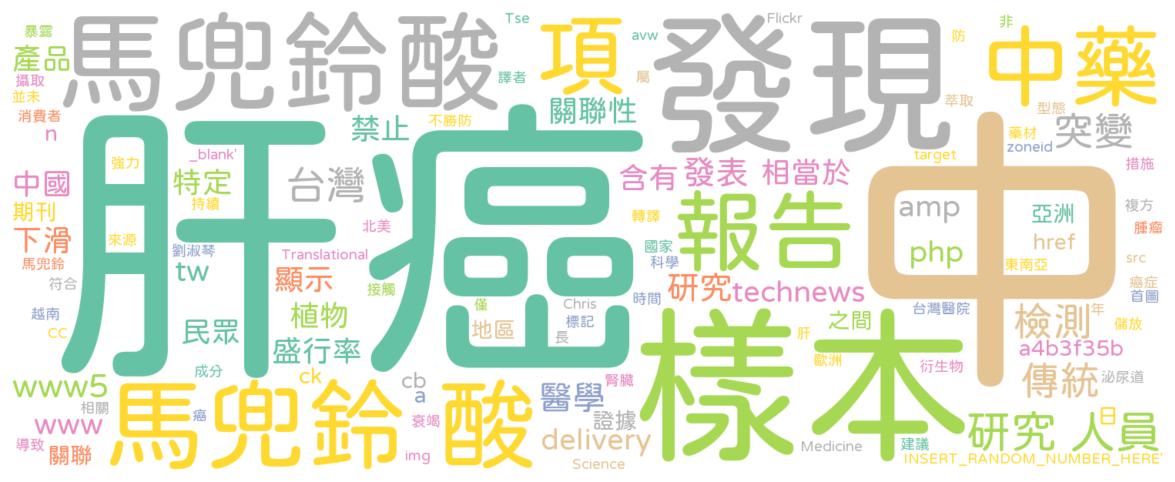 暴露 馬兜鈴酸 項 Tse avw 發現 Flickr 非 防 中藥
產品 攝取 並未 譯者 關聯性 屬 萃取 型態
消費者 n 禁止 不勝防 突變 藥材 zoneid
肝癌 中 強力 _blank' 特定 台灣 含有 發表 相當於 target 措施
中國 期刊 持續 報告 amp 亞洲 複方
下滑 來源 劉淑琴 北美 轉譯 國家 php href 腫瘤
馬兜鈴 tw Translational 科學 東南亞 src
符合 顯示 接觸 研究 technews 癌症 首圖
越南 植物 僅 Chris 時間 台灣醫院 年 儲放
CC 民眾 地區 標記 長 樣本 之間 檢測
盛行率 肝 歐洲 a4b3f35b
www5 成分 ck cb a 腎臟 衍生物 傳統 泌尿道
相關 馬兜鈴 酸 醫學 日
www 癌 衰竭 證據 研究 人員
導致 關聯 img delivery Science Medicine 建議 INSERT_RANDOM_NUMBER_HERE'